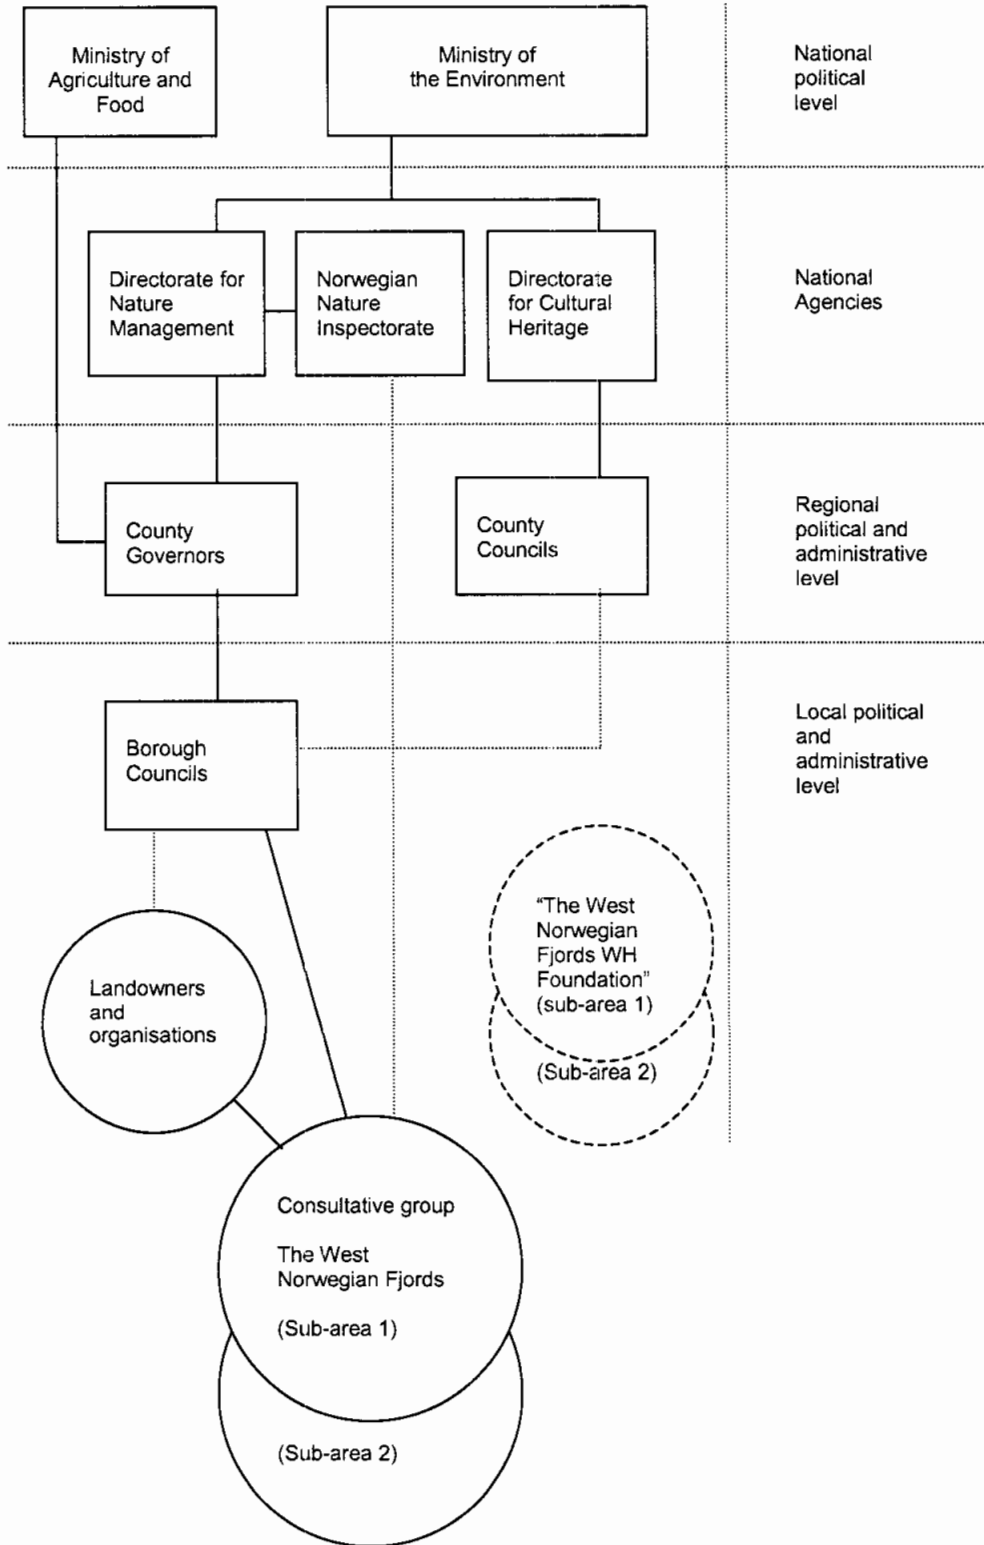 Ministry of
Agriculture and
Food
Ministry of
the Environment
National
political
level
Directorate for
Nature
Management
Norwegian
Nature
Inspectorate
Directorate
for Cultural
Heritage
National
Agencies
County
Governors
County
Councils
Regional
political and
administrative
level
Borough
Councils
Local political
and
administrative
level
"The West
Norwegian
Fjords WH
Foundation"
(sub-area 1)
(Sub-area 2)
Landowners
and
organisations
Consultative group
The West
Norwegian Fjords
(Sub-area 1)
(Sub-area 2)